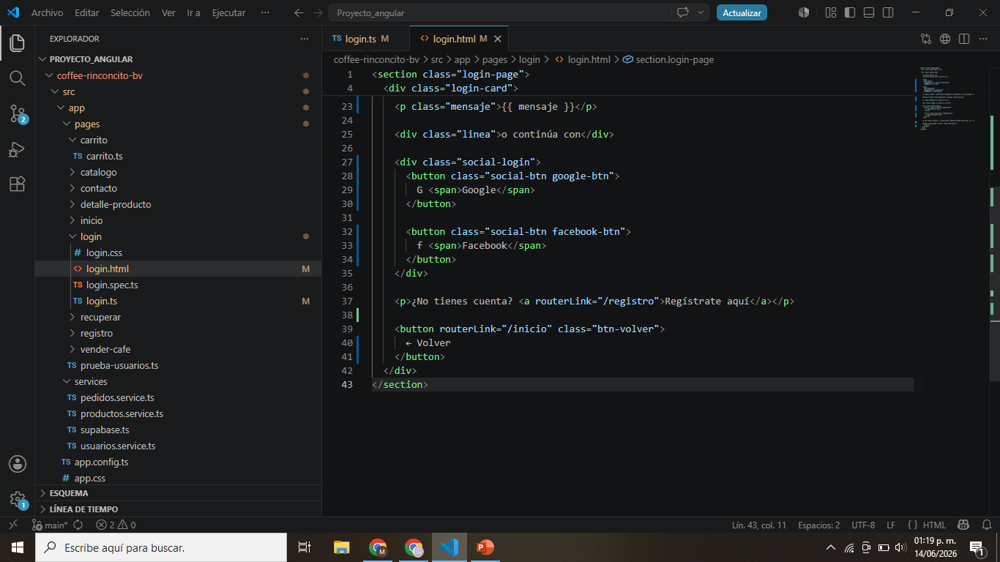 Archivo Editar Selección Ver Ir a Ejecutar ··· Proyecto_angular Actualizar
EXPLORADOR ···
PROYECTO_ANGULAR
coffee-rinconcito-bv
src
app
pages
carrito
TS carrito.ts
catalogo
contacto
detalle-producto
inicio
login
# login.css
<> login.html M
TS login.spec.ts
TS login.ts M
recuperar
registro
vender-cafe
TS prueba-usuarios.ts
services
TS pedidos.service.ts
TS productos.service.ts
TS supabase.ts
TS usuarios.service.ts
TS app.config.ts
# app.css
ESQUEMA
LÍNEA DE TIEMPO
2
1
TS login.ts M <> login.html M
coffee-rinconcito-bv > src > app > pages > login > <> login.html > section.login-page
1 <section class="login-page">
4 <div class="login-card">
23 <p class="mensaje">{{ mensaje }}</p>
24
25 <div class="linea">o continúa con</div>
26
27 <div class="social-login">
28 <button class="social-btn google-btn">
29 G <span>Google</span>
30 </button>
31
32 <button class="social-btn facebook-btn">
33 f <span>Facebook</span>
34 </button>
35 </div>
36
37 <p>¿No tienes cuenta? <a routerLink="/registro">Regístrate aquí</a></p>
38
39 <button routerLink="/inicio" class="btn-volver">
40 ← Volver
41 </button>
42 </div>
43 </section>
main* 2 0 Lín. 43, col. 11 Espacios: 2 UTF-8 LF {} HTML
Escribe aquí para buscar. 01:19 p. m.
14/06/2026
1